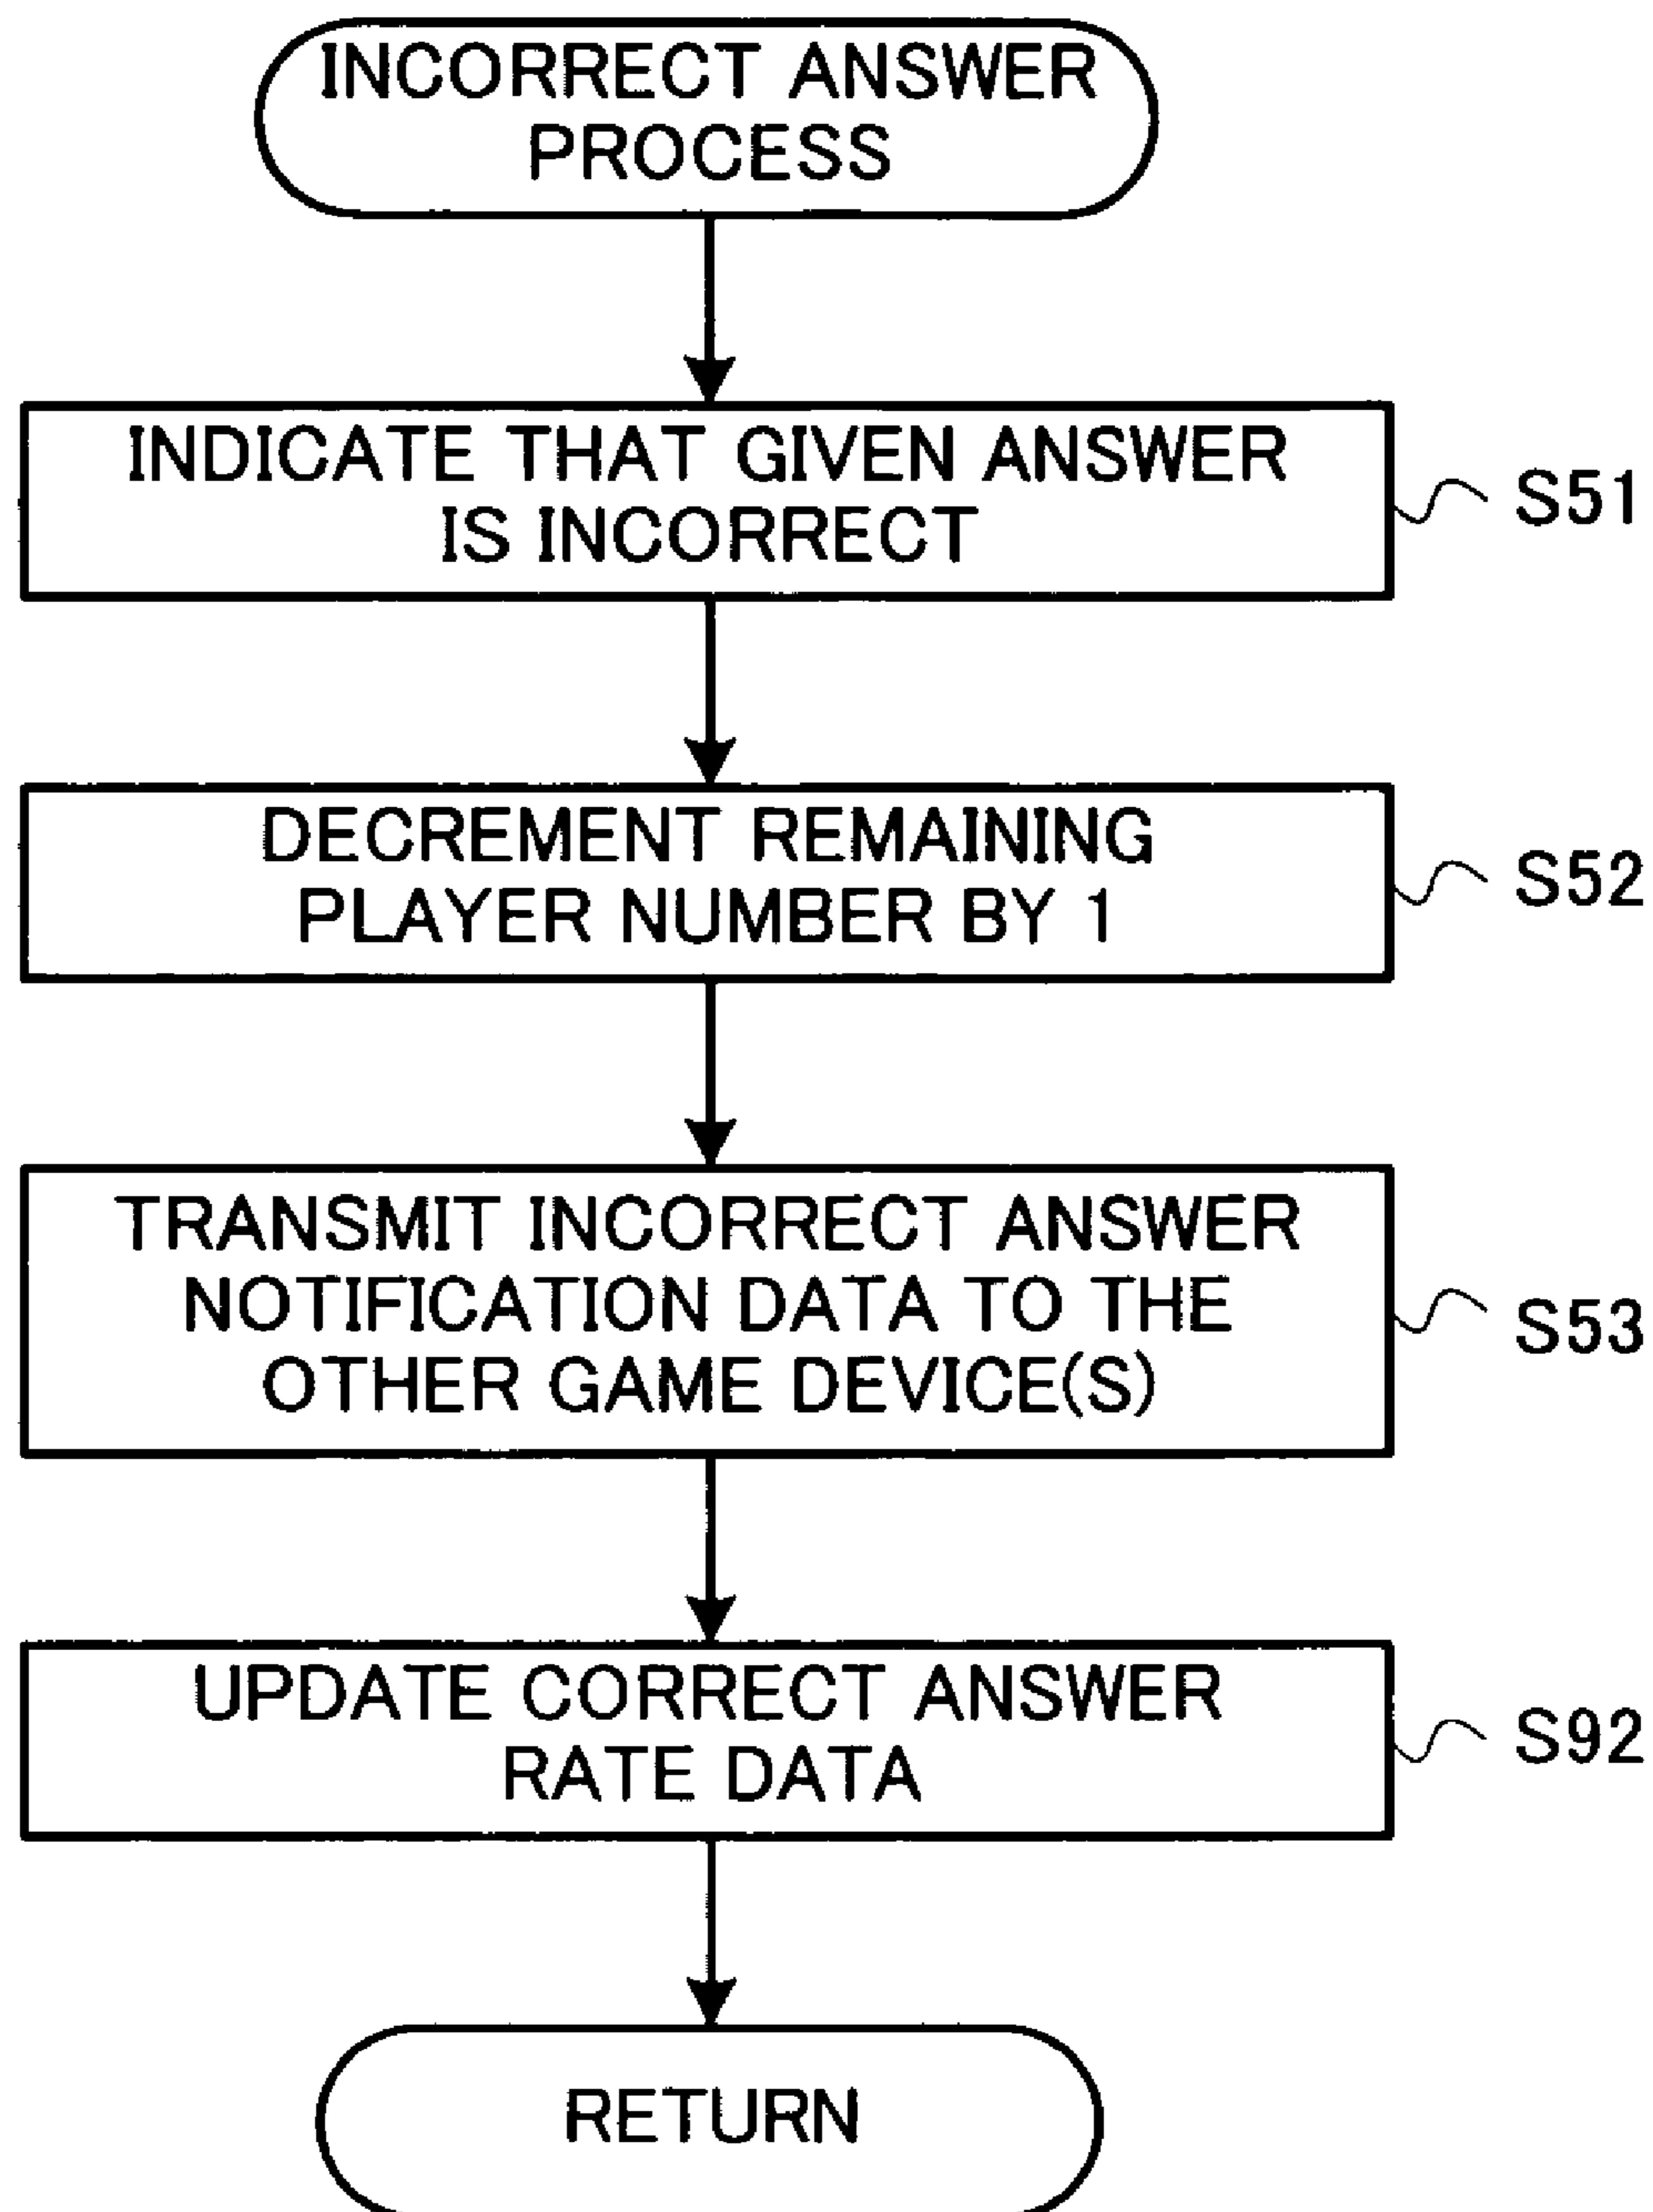 INCORRECT ANSWER
PROCESS
INDICATE THAT GIVEN ANSWER
IS INCORRECT
S51
DECREMENT REMAINING
PLAYER NUMBER BY 1
S52
TRANSMIT INCORRECT ANSWER
NOTIFICATION DATA TO THE
OTHER GAME DEVICE(S)
S53
UPDATE CORRECT ANSWER
RATE DATA
S92
RETURN